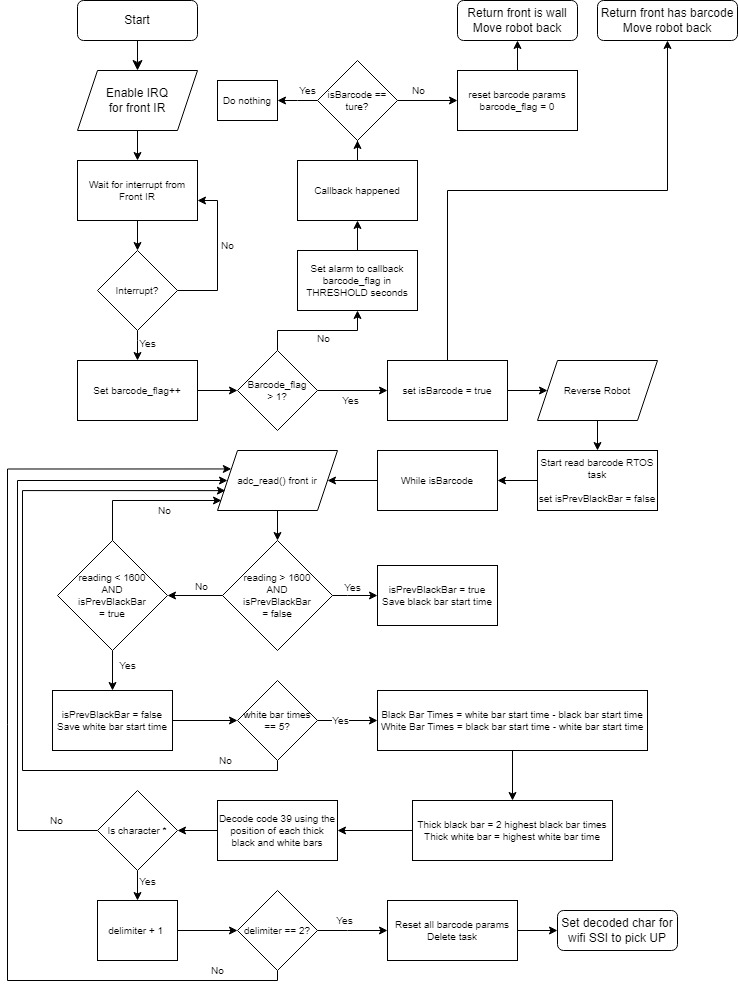 Start
Return front is wall
Move robot back
Return front has barcode
Move robot back
Enable IRQ
for front IR
Do nothing
Yes
isBarcode ==
ture?
No
reset barcode params
barcode_flag = 0
Wait for interrupt from
Front IR
Callback happened
No
Interrupt?
Set alarm to callback
barcode_flag in
THRESHOLD seconds
Yes
No
Set barcode_flag++
Barcode_flag
> 1?
Yes
set isBarcode = true
Reverse Robot
adc_read() front ir
While isBarcode
Start read barcode RTOS
task
set isPrevBlackBar = false
No
reading < 1600
AND
isPrevBlackBar
= true
No
reading > 1600
AND
isPrevBlackBar
= false
Yes
isPrevBlackBar = true
Save black bar start time
Yes
isPrevBlackBar = false
Save white bar start time
white bar times
== 5?
Yes
Black Bar Times = white bar start time - black bar start time
White Bar Times = black bar start time - white bar start time
No
No
Is character *
Decode code 39 using the
position of each thick
black and white bars
Thick black bar = 2 highest black bar times
Thick white bar = highest white bar time
Yes
delimiter + 1
delimiter == 2?
Yes
Reset all barcode params
Delete task
Set decoded char for
wifi SSI to pick UP
No